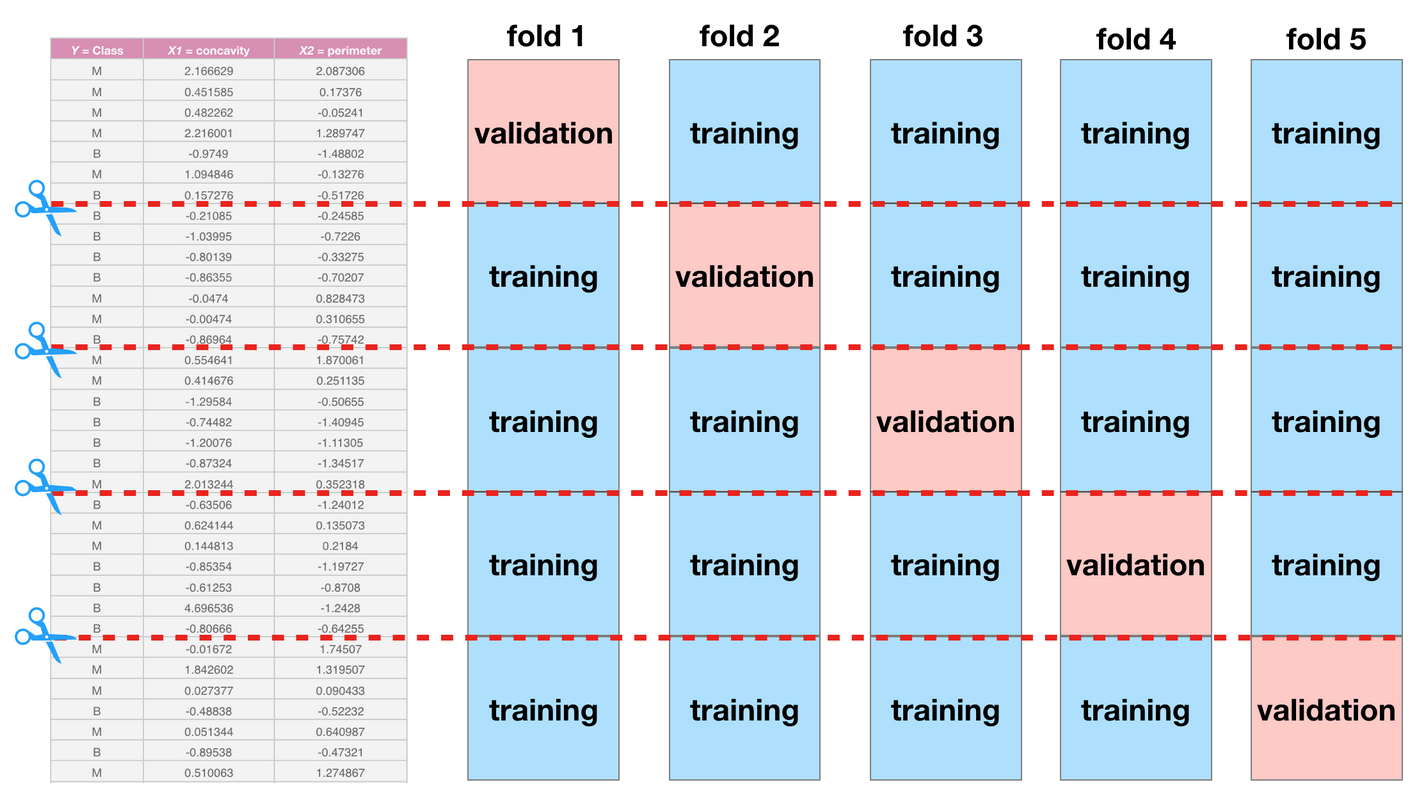 fold 1 fold 2 fold 3 fold 4 fold 5
Y = Class X1 = concavity X2 = perimeter
M 2.166629 2.087306
M 0.451585 0.17376
M 0.482262 -0.05241
M 2.216001 1.289747
B -0.9749 -1.48802
M 1.094846 -0.13276
B 0.157276 -0.51726
B -0.21085 -0.24585
B -1.03995 -0.7226
B -0.80139 -0.33275
B -0.86355 -0.70207
M -0.0474 0.828473
M -0.00474 0.310655
B -0.86964 -0.75742
M 0.554641 1.870061
M 0.414676 0.251135
B -1.29584 -0.50655
B -0.74482 -1.40945
B -1.20076 -1.11305
B -0.87324 -1.34517
M 2.013244 0.352318
B -0.63506 -1.24012
M 0.624144 0.135073
M 0.144813 0.2184
B -0.85354 -1.19727
B -0.61253 -0.8708
B 4.696536 -1.2428
B -0.80666 -0.64255
M -0.01672 1.74507
M 1.842602 1.319507
M 0.027377 0.090433
B -0.48838 -0.52232
M 0.051344 0.640987
B -0.89538 -0.47321
M 0.510063 1.274867
validation training training training training
training validation training training training
training training validation training training
training training training validation training
training training training training validation